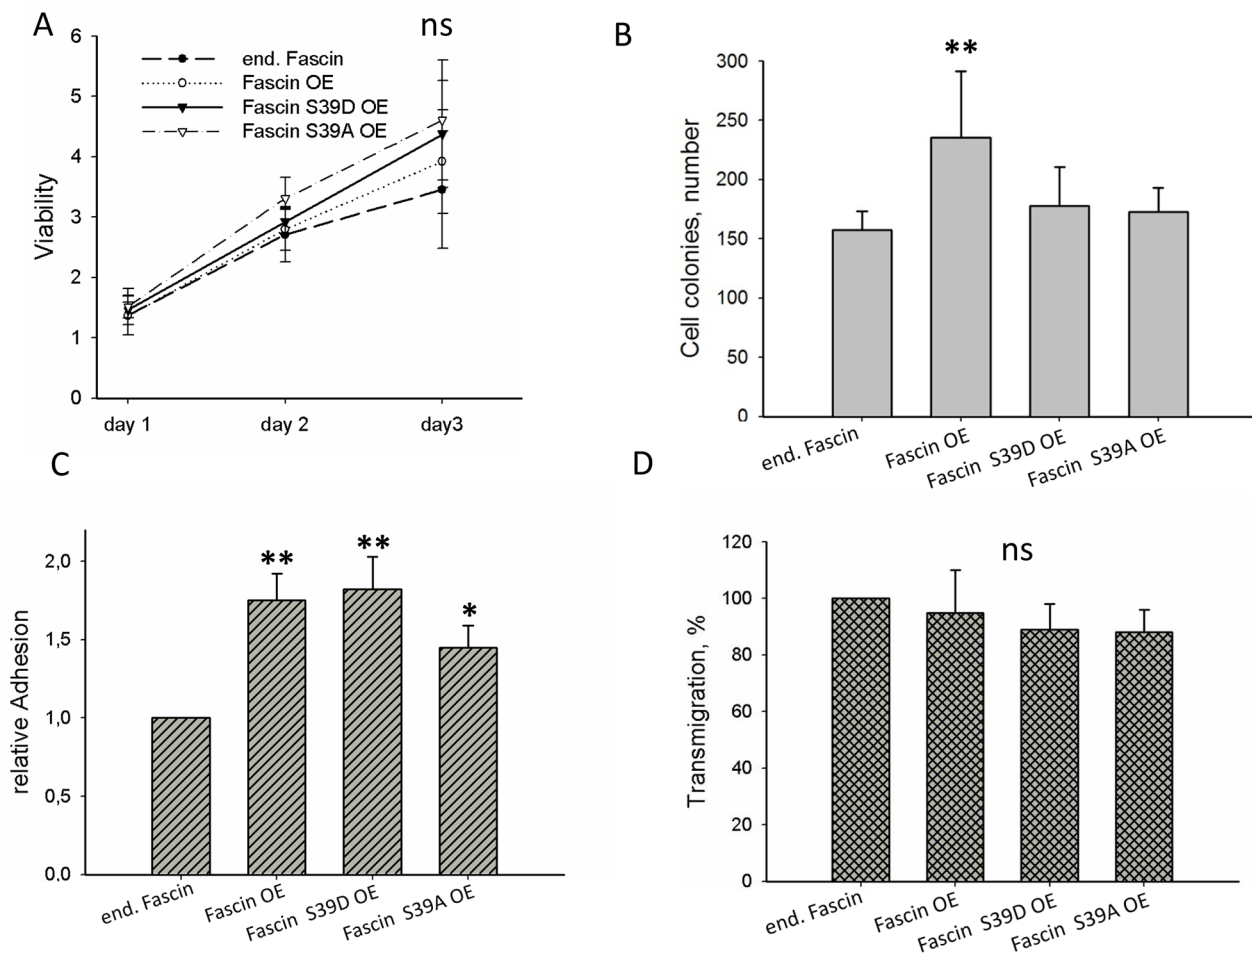 A
ns
6
5
4
3
2
1
0
Viability
end. Fascin
Fascin OE
Fascin S39D OE
Fascin S39A OE
day 1
day 2
day3
B
**
300
250
200
150
100
50
0
Cell colonies, number
end. Fascin
Fascin OE
Fascin S39D OE
Fascin S39A OE
C
2,0
1,5
1,0
0,5
0,0
relative Adhesion
**
**
*
end. Fascin
Fascin OE
Fascin S39D OE
Fascin S39A OE
D
ns
120
100
80
60
40
20
0
Transmigration, %
end. Fascin
Fascin OE
Fascin S39D OE
Fascin S39A OE